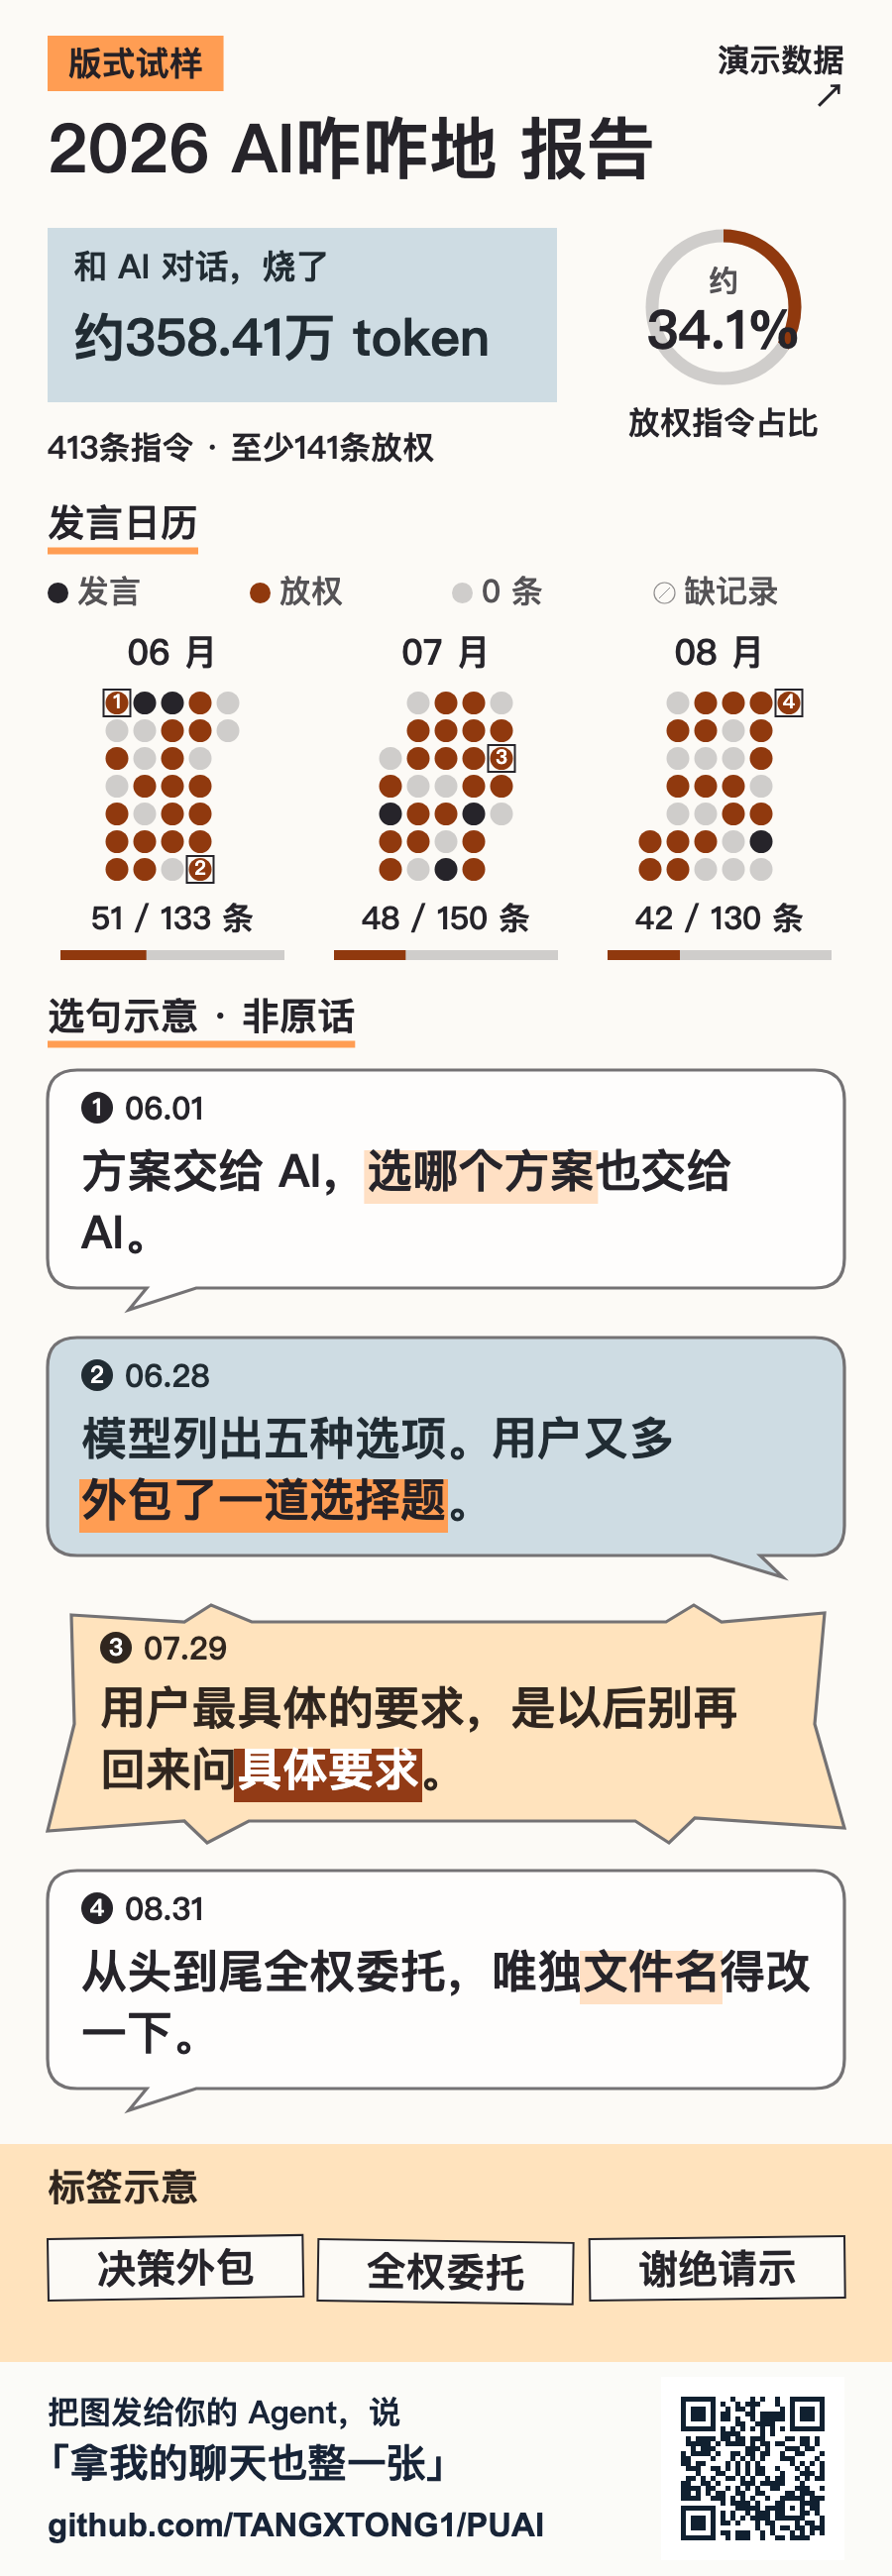 版式试样
演示数据
↗
2026 AI咋咋地 报告
和 AI 对话，烧了
约358.41万 token
约
34.1%
放权指令占比
413条指令 · 至少141条放权
发言日历
发言
放权
0 条
缺记录
06 月
07 月
08 月
1
4
3
2
51 / 133 条
48 / 150 条
42 / 130 条
选句示意 · 非原话
1 06.01
方案交给 AI，选哪个方案也交给
AI。
2 06.28
模型列出五种选项。用户又多
外包了一道选择题。
3 07.29
用户最具体的要求，是以后别再
回来问具体要求。
4 08.31
从头到尾全权委托，唯独文件名得改
一下。
标签示意
决策外包
全权委托
谢绝请示
把图发给你的 Agent，说
「拿我的聊天也整一张」
github.com/TANGXTONG1/PUAI